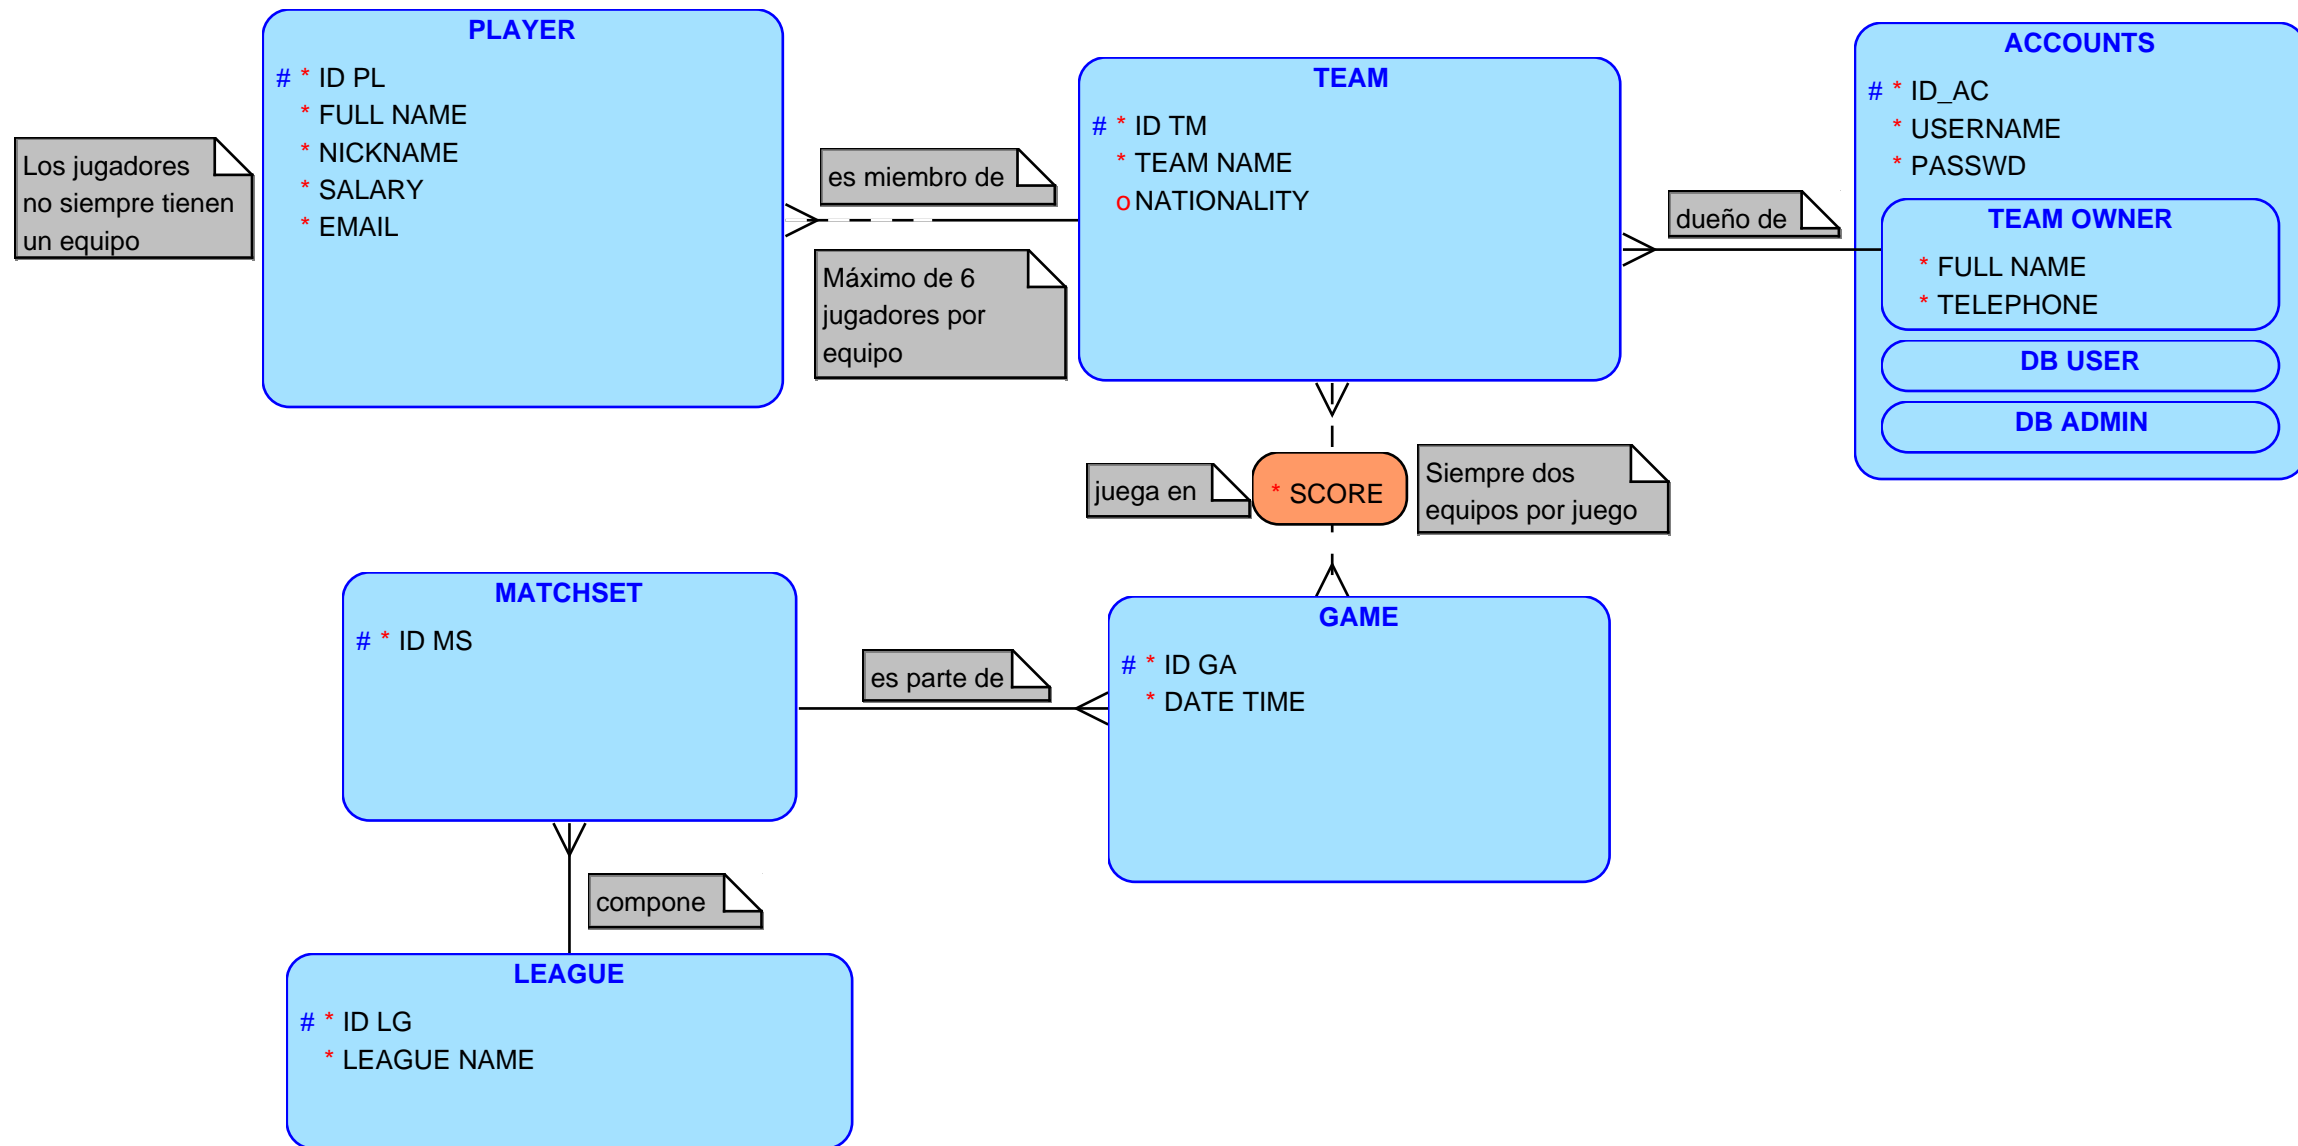 PLAYER
# * ID PL
* FULL NAME
* NICKNAME
* SALARY
* EMAIL
Los jugadores
no siempre tienen
un equipo
es miembro de
Máximo de 6
jugadores por
equipo
TEAM
# * ID TM
* TEAM NAME
o NATIONALITY
dueño de
ACCOUNTS
# * ID_AC
* USERNAME
* PASSWD
TEAM OWNER
* FULL NAME
* TELEPHONE
DB USER
DB ADMIN
juega en
* SCORE
Siempre dos
equipos por juego
MATCHSET
# * ID MS
es parte de
GAME
# * ID GA
* DATE TIME
compone
LEAGUE
# * ID LG
* LEAGUE NAME